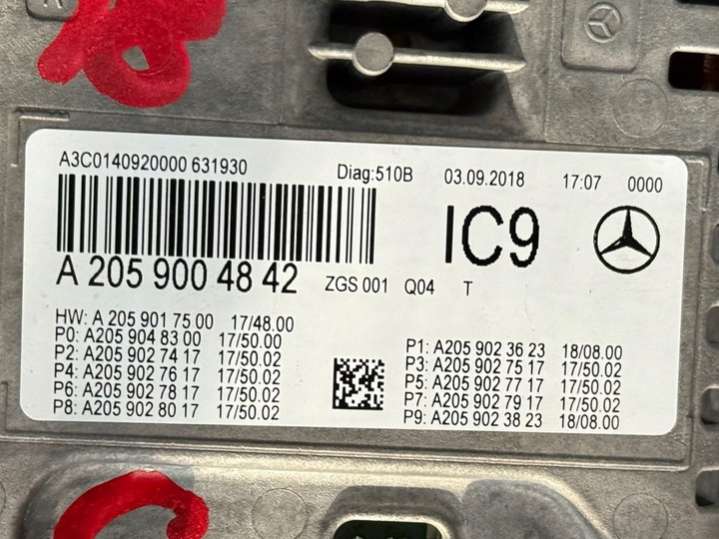 A3C0140920000 631930 Diag:510B 03.09.2018 17:07 0000
IC9
A 205 900 48 42 ZGS 001 Q04 T
HW: A 205 901 75 00 17/48.00
P0: A205 904 83 00 17/50.00
P2: A205 902 74 17 17/50.02
P4: A205 902 76 17 17/50.02
P6: A205 902 78 17 17/50.02
P8: A205 902 80 17 17/50.02
P1: A205 902 36 23 18/08.00
P3: A205 902 75 17 17/50.02
P5: A205 902 77 17 17/50.02
P7: A205 902 79 17 17/50.02
P9: A205 902 38 23 18/08.00